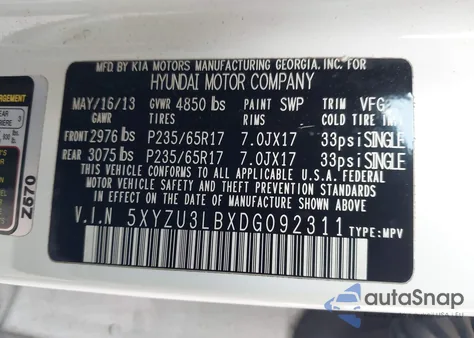 MFD. BY KIA MOTORS MANUFACTURING GEORGIA. INC. FOR
HYUNDAI MOTOR COMPANY
MAY/16/13 GVWR 4850 lbs PAINT SWP TRIM VFG
GAWR TIRES RIMS COLD TIRE
FRONT 2976 lbs P235/65R17 7.0JX17 33psi SINGLE
REAR 3075 lbs P235/65R17 7.0JX17 33psi SINGLE
THIS VEHICLE CONFORMS TO ALL APPLICABLE U.S.A. FEDERAL
MOTOR VEHICLE SAFETY AND THEFT PREVENTION STANDARDS
IN EFFECT ON THE DATE OF MANUFACTURE SHOWN ABOVE.
V.I.N 5XYZU3LBXDG092311 TYPE:MPV
Z670
autoSnap